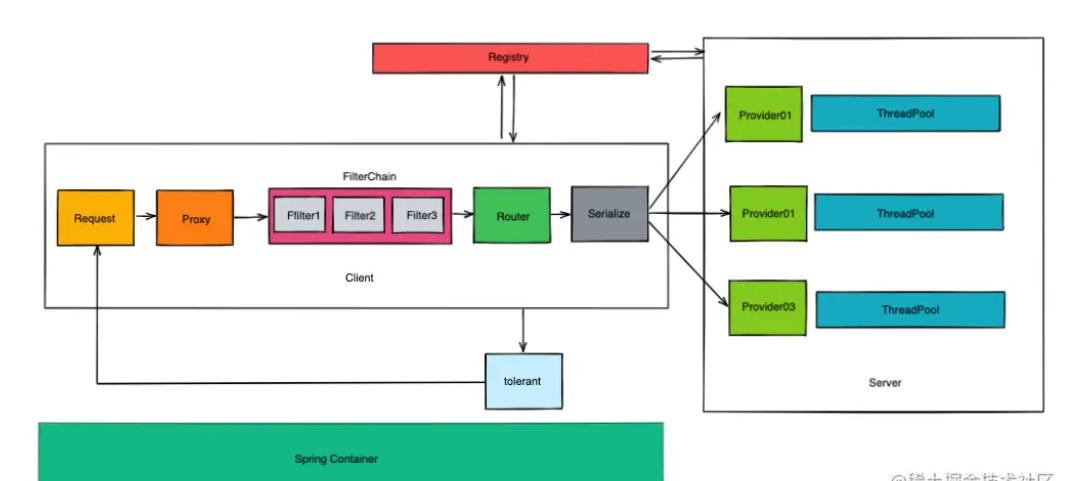 Registry
Provider01
ThreadPool
FilterChain
Request
Proxy
Ffilter1
Filter2
Filter3
Router
Serialize
Provider01
ThreadPool
Client
Provider03
ThreadPool
tolerant
Server
Spring Container
@稀土掘金技术社区